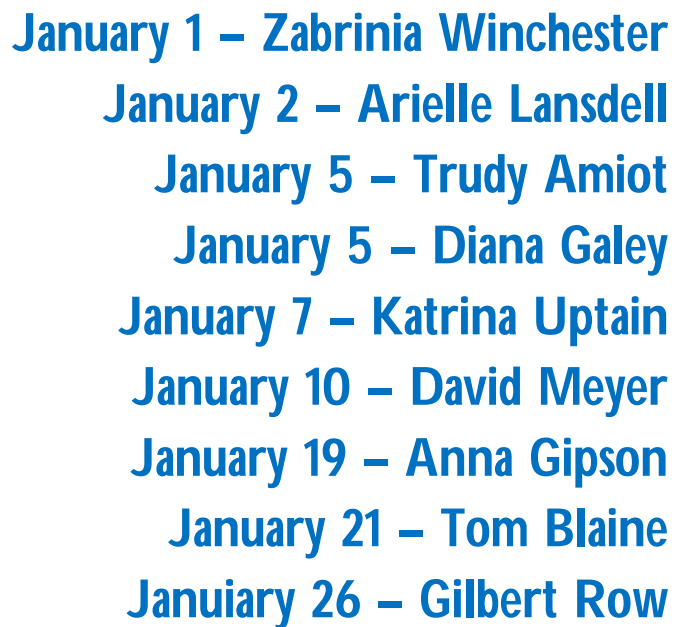 January 1 – Zabrinia Winchester
January 2 – Arielle Lansdell
January 5 – Trudy Amiot
January 5 – Diana Galey
January 7 – Katrina Uptain
January 10 – David Meyer
January 19 – Anna Gipson
January 21 – Tom Blaine
Januiary 26 – Gilbert Row